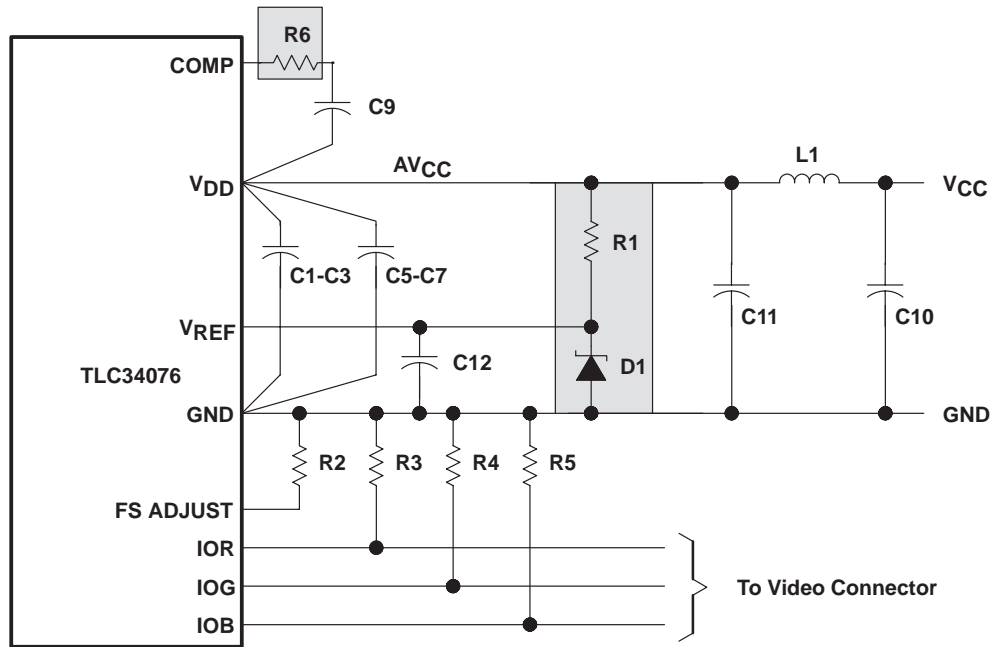 R6
COMP
C9
L1
AVCC
VDD
VCC
R1
C1-C3
C5-C7
C11
C10
VREF
C12
D1
TLC34076
GND
GND
R2
R3
R4
R5
FS ADJUST
IOR
IOG
To Video Connector
IOB